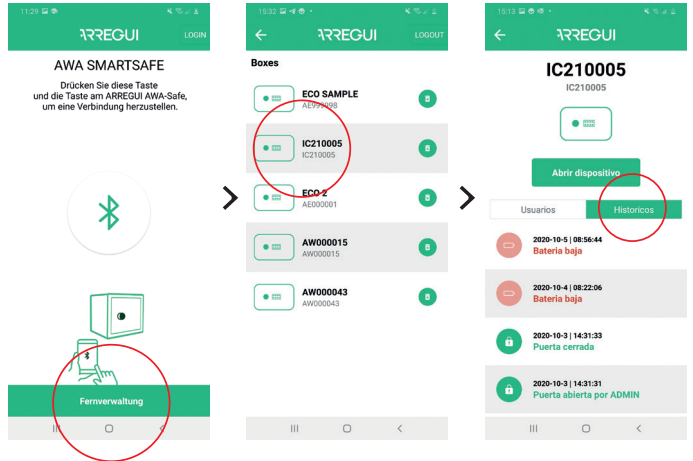 11:29
ARREGUI
LOGIN
AWA SMARTSAFE
Drücken Sie diese Taste
und die Taste am ARREGUI AWA-Safe,
um eine Verbindung herzustellen.
Fernverwaltung
15:32
ARREGUI
LOGOUT
Boxes
ECO SAMPLE
AE999098
IC210005
IC210005
ECO 2
AE000001
AW000015
AW000015
AW000043
AW000043
15:13
ARREGUI
IC210005
IC210005
Abrir dispositivo
Usuarios
Historicos
2020-10-5 | 08:56:44
Bateria baja
2020-10-4 | 08:22:06
Bateria baja
2020-10-3 | 14:31:33
Puerta cerrada
2020-10-3 | 14:31:31
Puerta abierta por ADMIN